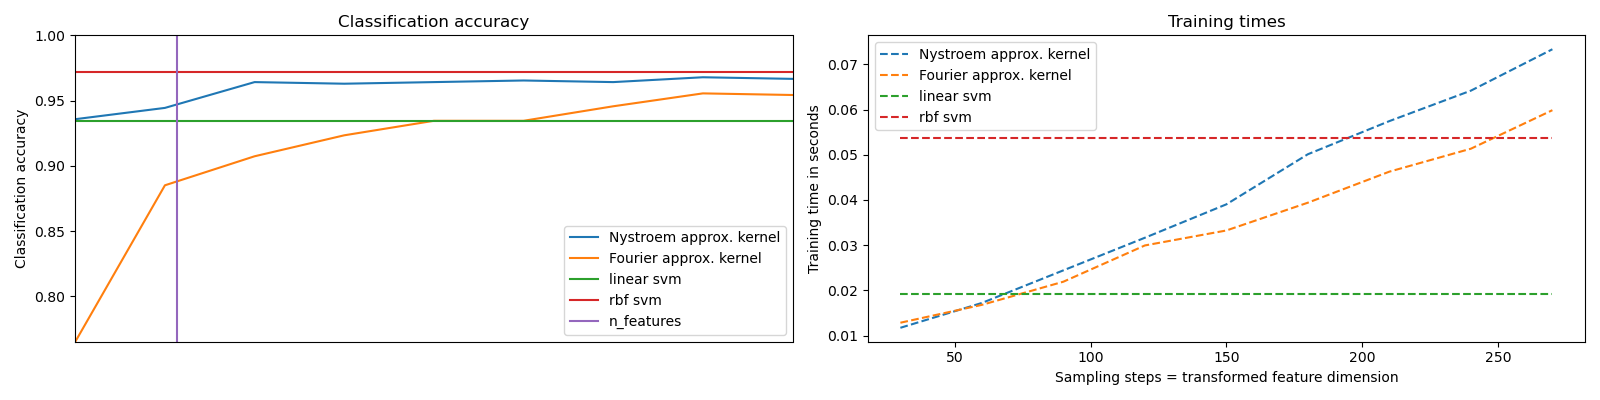 Classification accuracy
Classification accuracy
1.00
0.95
0.90
0.85
0.80
Nystroem approx. kernel
Fourier approx. kernel
linear svm
rbf svm
n_features
Training times
Training time in seconds
0.07
0.06
0.05
0.04
0.03
0.02
0.01
Nystroem approx. kernel
Fourier approx. kernel
linear svm
rbf svm
50
100
150
200
250
Sampling steps = transformed feature dimension